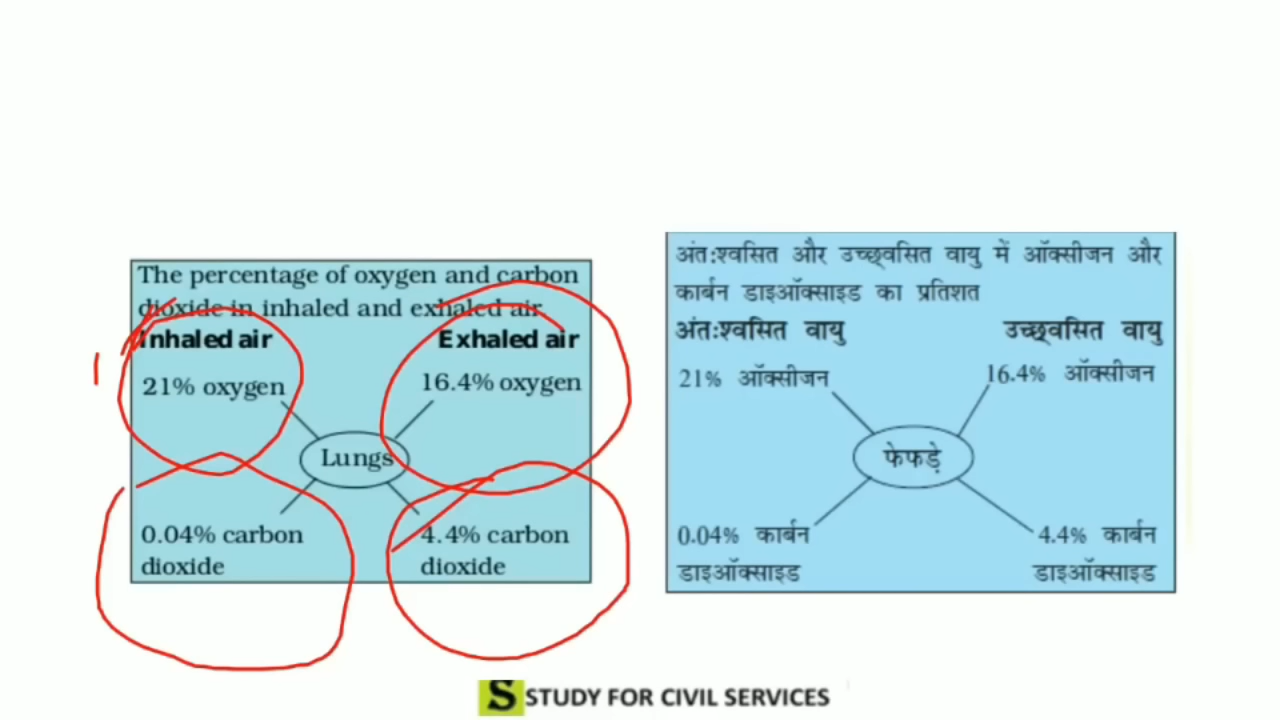 The percentage of oxygen and carbon
dioxide in inhaled and exhaled air.
Inhaled air
Exhaled air
21% oxygen
16.4% oxygen
Lungs
0.04% carbon
dioxide
4.4% carbon
dioxide
अंत:श्वसित और उच्छ्वसित वायु में ऑक्सीजन और
कार्बन डाइऑक्साइड का प्रतिशत
अंत:श्वसित वायु
उच्छ्वसित वायु
21% ऑक्सीजन
16.4% ऑक्सीजन
फेफड़े
0.04% कार्बन
डाइऑक्साइड
4.4% कार्बन
डाइऑक्साइड
S STUDY FOR CIVIL SERVICES